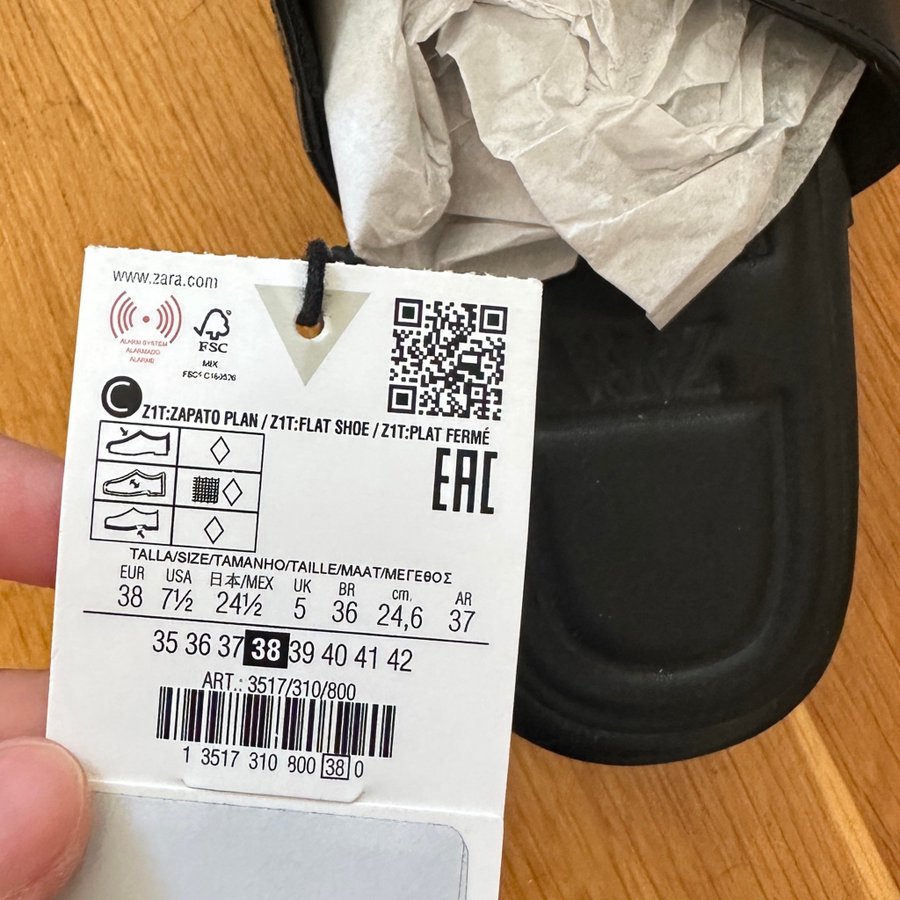 www.zara.com
ALARM SYSTEM
ALARMADO
ALARME
FSC
MIX
C
Z1T:ZAPATO PLAN / Z1T:FLAT SHOE / Z1T:PLAT FERMÉ
EAC
TALLA/SIZE/TAMANHO/TAILLE/MAAT/ΜΕΓΕΘΟΣ
EUR USA 日本/MEX UK BR cm. AR
38 7½ 24½ 5 36 24,6 37
35 36 37 38 39 40 41 42
ART.: 3517/310/800
1 3517 310 800 38 0